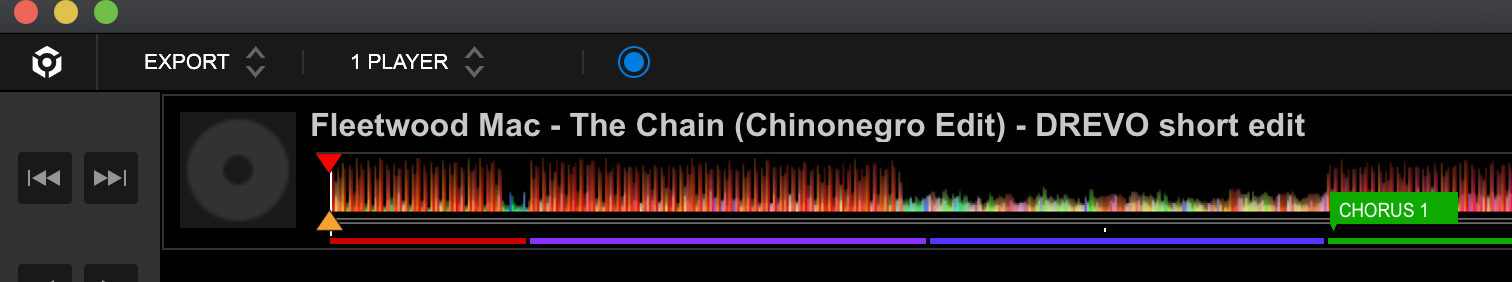 EXPORT
1 PLAYER
Fleetwood Mac - The Chain (Chinonegro Edit) - DREVO short edit
CHORUS 1